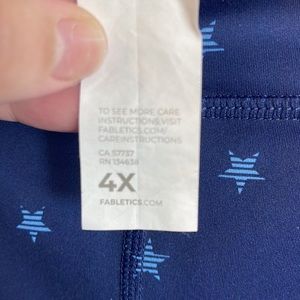 TO SEE MORE CARE
INSTRUCTIONS,VISIT
FABLETICS.COM/
CAREINSTRUCTIONS
CA 57737
RN 134638
4X
FABLETICS.COM